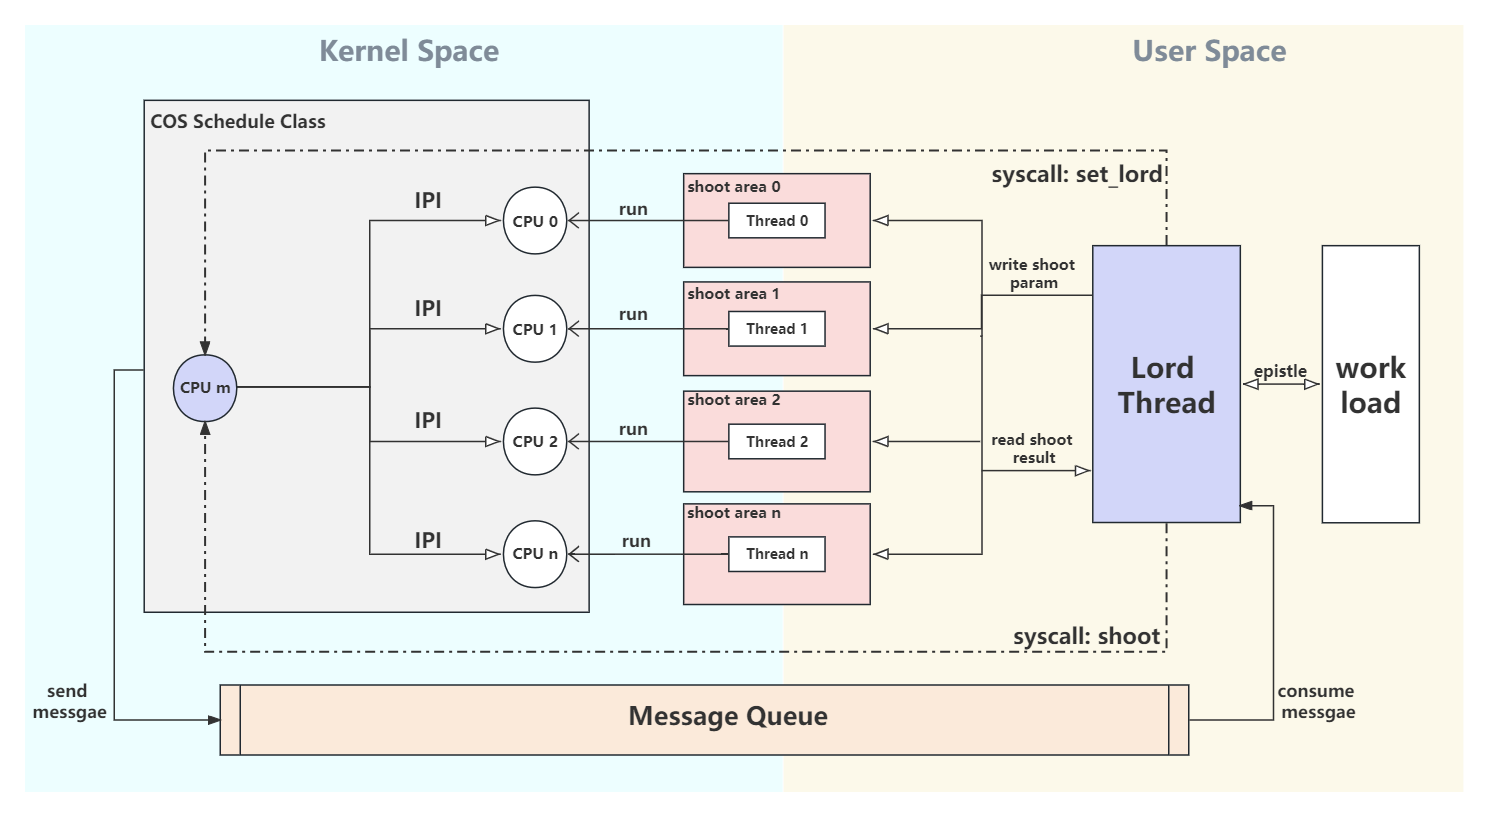 Kernel Space
User Space
COS Schedule Class
syscall: set_lord
IPI
CPU 0
run
shoot area 0
Thread 0
write shoot
param
IPI
CPU 1
run
shoot area 1
Thread 1
CPU m
Lord
Thread
epistle
work
load
IPI
CPU 2
run
shoot area 2
Thread 2
read shoot
result
IPI
CPU n
run
shoot area n
Thread n
syscall: shoot
send
messgae
Message Queue
consume
messgae